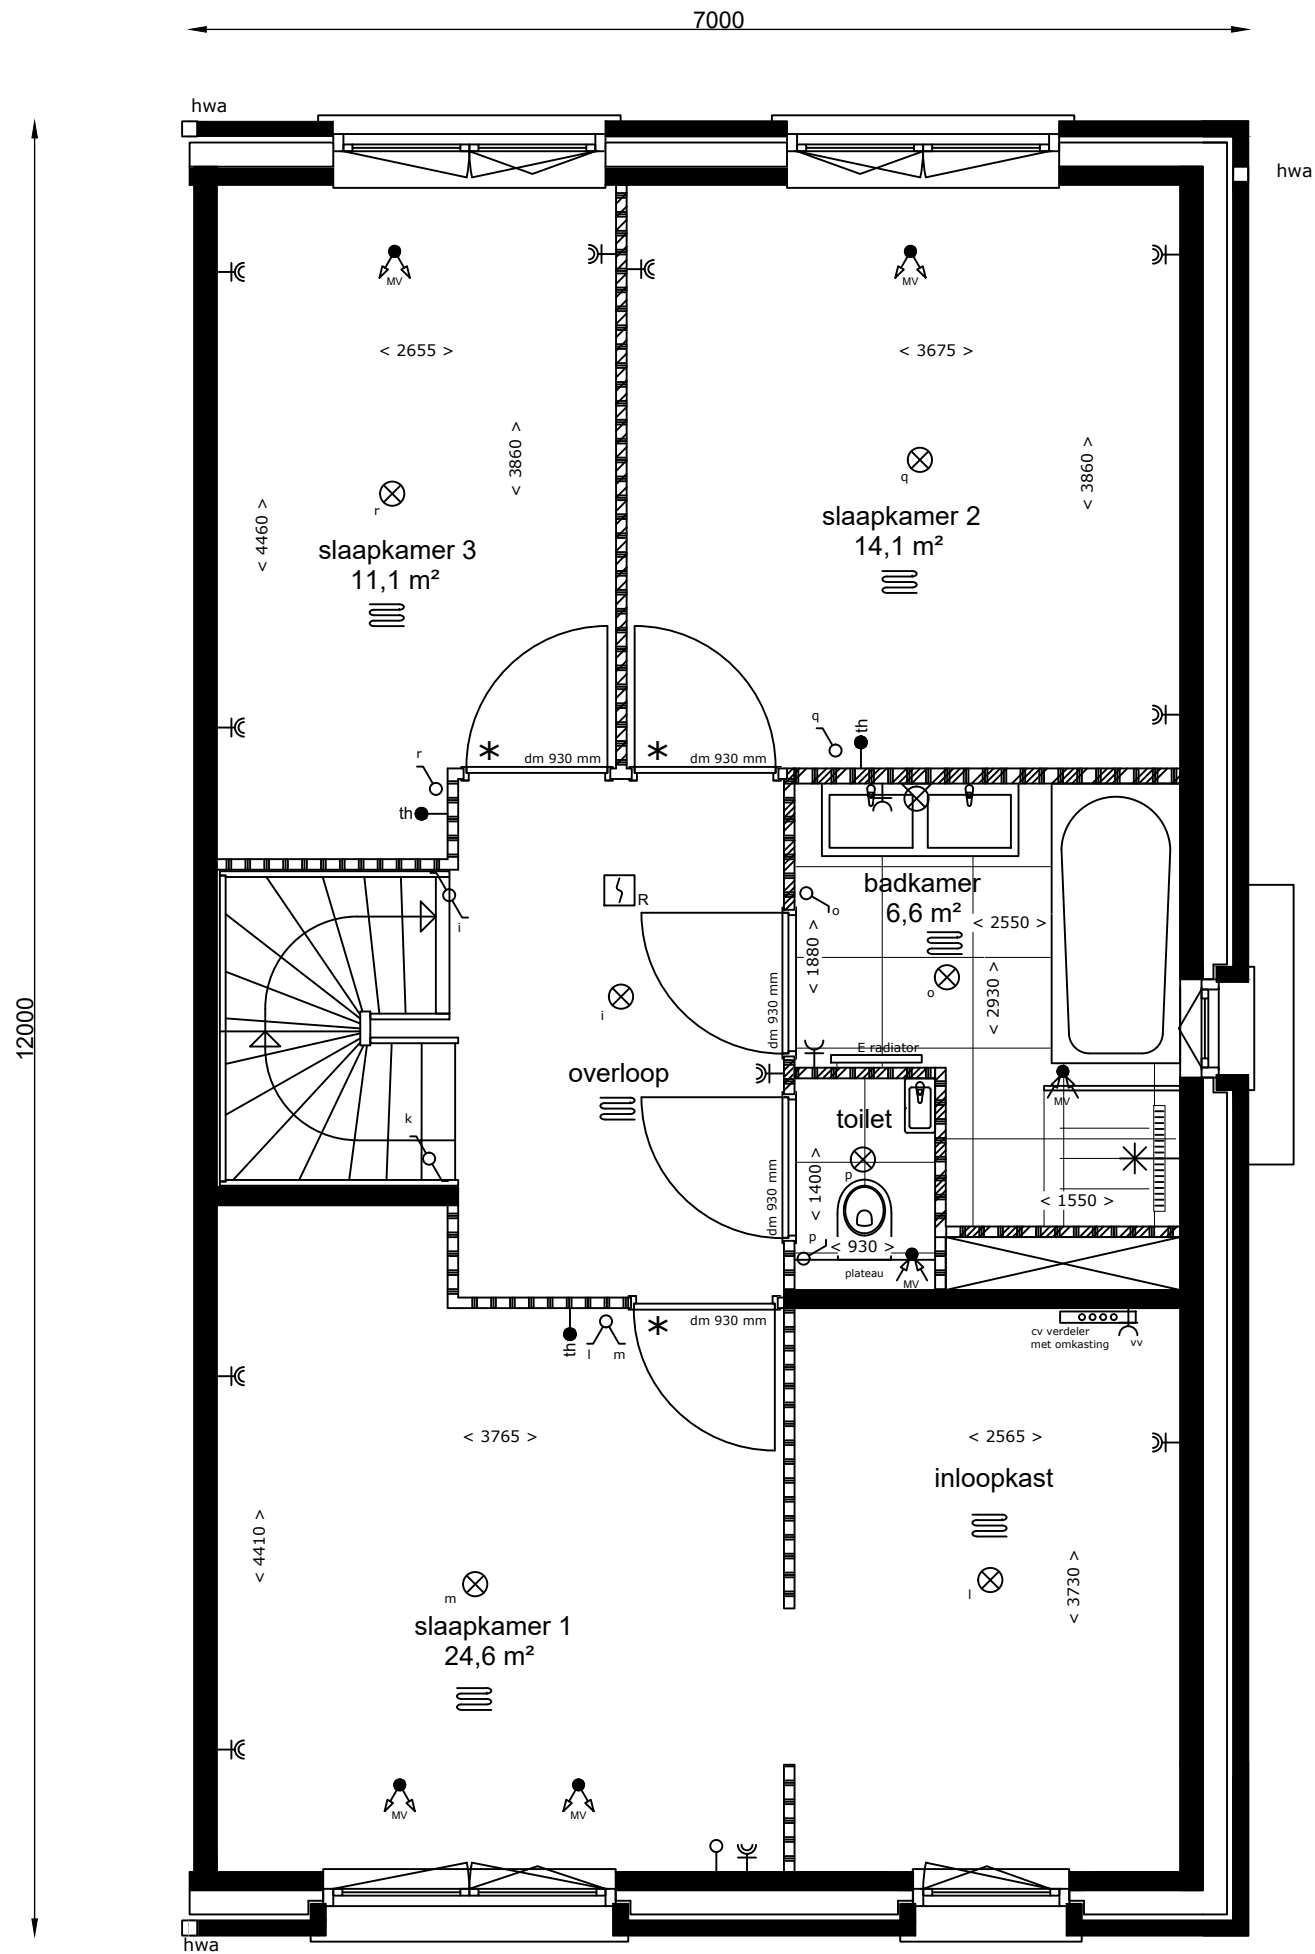 7000
hwa
hwa
12000
MV
MV
< 2655 >
< 3675 >
< 3860 >
< 3860 >
< 4460 >
r
q
slaapkamer 3
11,1 m²
slaapkamer 2
14,1 m²
r
th
q
th
dm 930 mm
dm 930 mm
i
R
i
k
overloop
badkamer
6,6 m²
< 2550 >
o
< 1880 >
< 2930 >
o
dm 930 mm
E radiator
MV
toilet
p
< 1400 >
dm 930 mm
< 1550 >
p
< 930 >
plateau
MV
th
l
m
dm 930 mm
cv verdeler
met omkasting
vv
< 3765 >
< 2565 >
inloopkast
< 4410 >
< 3730 >
m
l
slaapkamer 1
24,6 m²
MV
MV
hwa